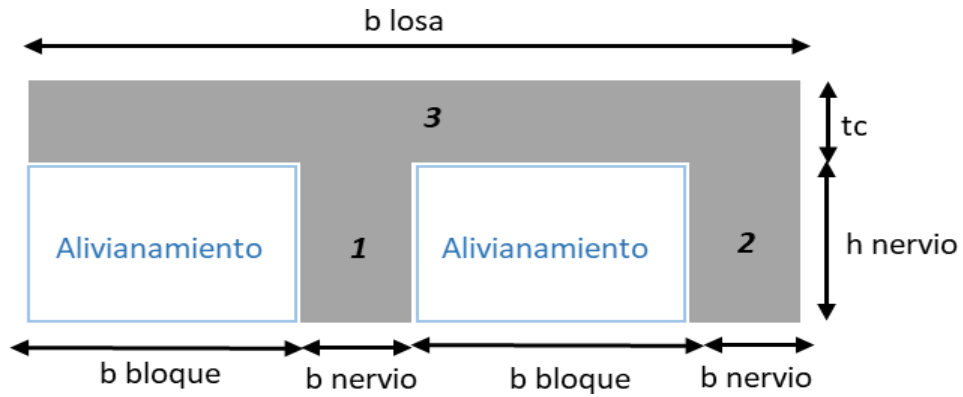 b losa
3
tc
Alivianamiento
1
Alivianamiento
2
h nervio
b bloque
b nervio
b bloque
b nervio